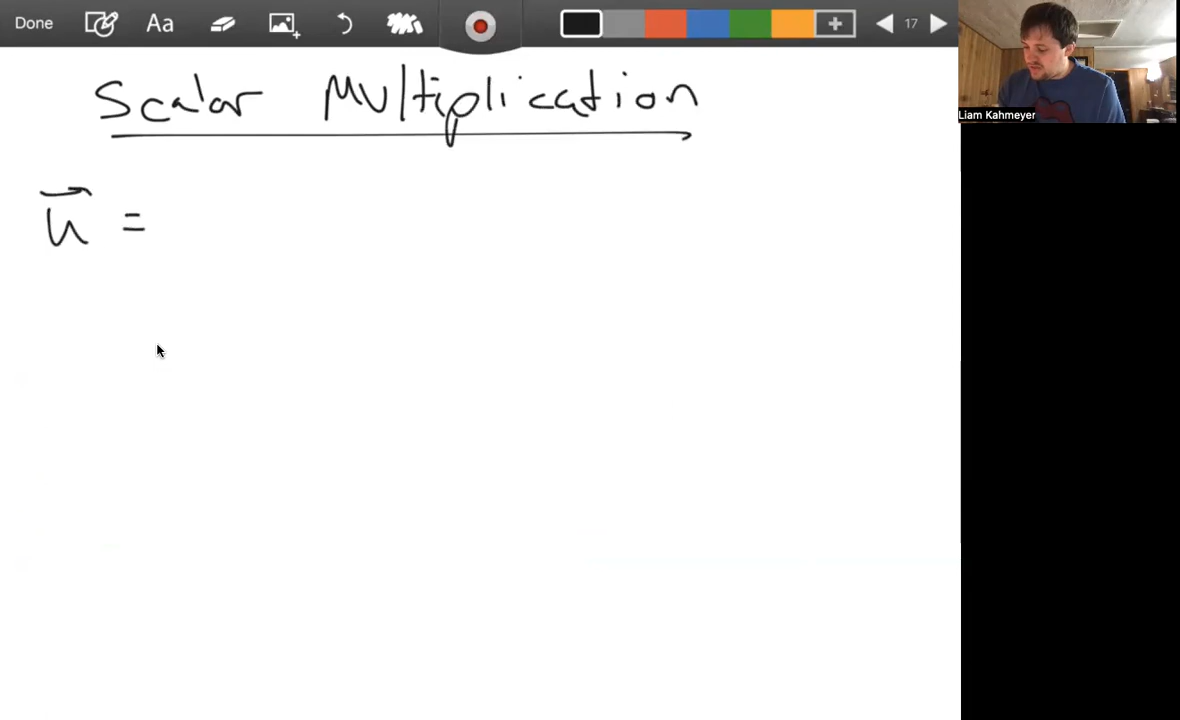 Done Aa + 17
Liam Kahmeyer
Scalar Multiplication
u⃗ =